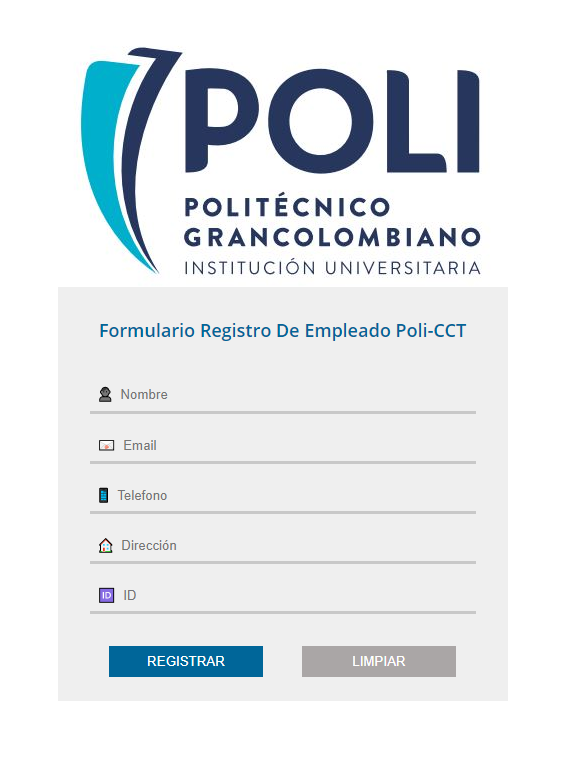 POLI
POLITÉCNICO
GRANCOLOMBIANO
INSTITUCIÓN UNIVERSITARIA
Formulario Registro De Empleado Poli-CCT
Nombre
Email
Telefono
Dirección
ID ID
REGISTRAR LIMPIAR